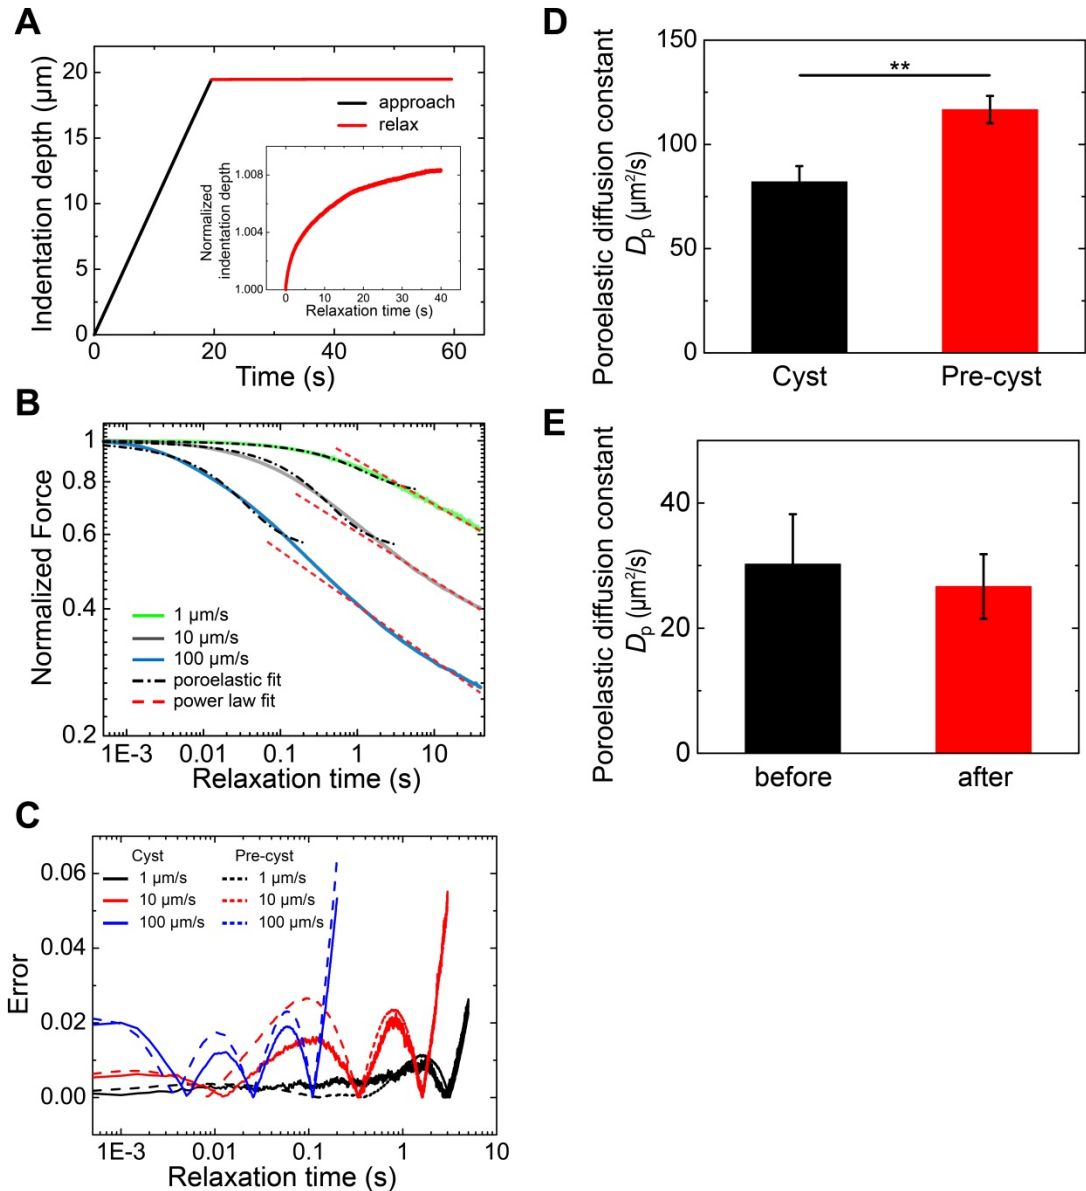 A
Indentation depth (µm)
20
15
10
5
0
0 20 40 60
Time (s)
approach
relax
Normalized
indentation depth
1.008
1.004
1.000
0 10 20 30 40
Relaxation time (s)
B
Normalized Force
1
0.8
0.6
0.4
0.2
1 µm/s
10 µm/s
100 µm/s
poroelastic fit
power law fit
1E-3 0.01 0.1 1 10
Relaxation time (s)
C
Error
0.06
0.04
0.02
0.00
Cyst Pre-cyst
1 µm/s 1 µm/s
10 µm/s 10 µm/s
100 µm/s 100 µm/s
1E-3 0.01 0.1 1 10
Relaxation time (s)
D
Poroelastic diffusion constant
Dp (µm²/s)
150
100
50
0
**
Cyst Pre-cyst
E
Poroelastic diffusion constant
Dp (µm²/s)
40
20
0
before after